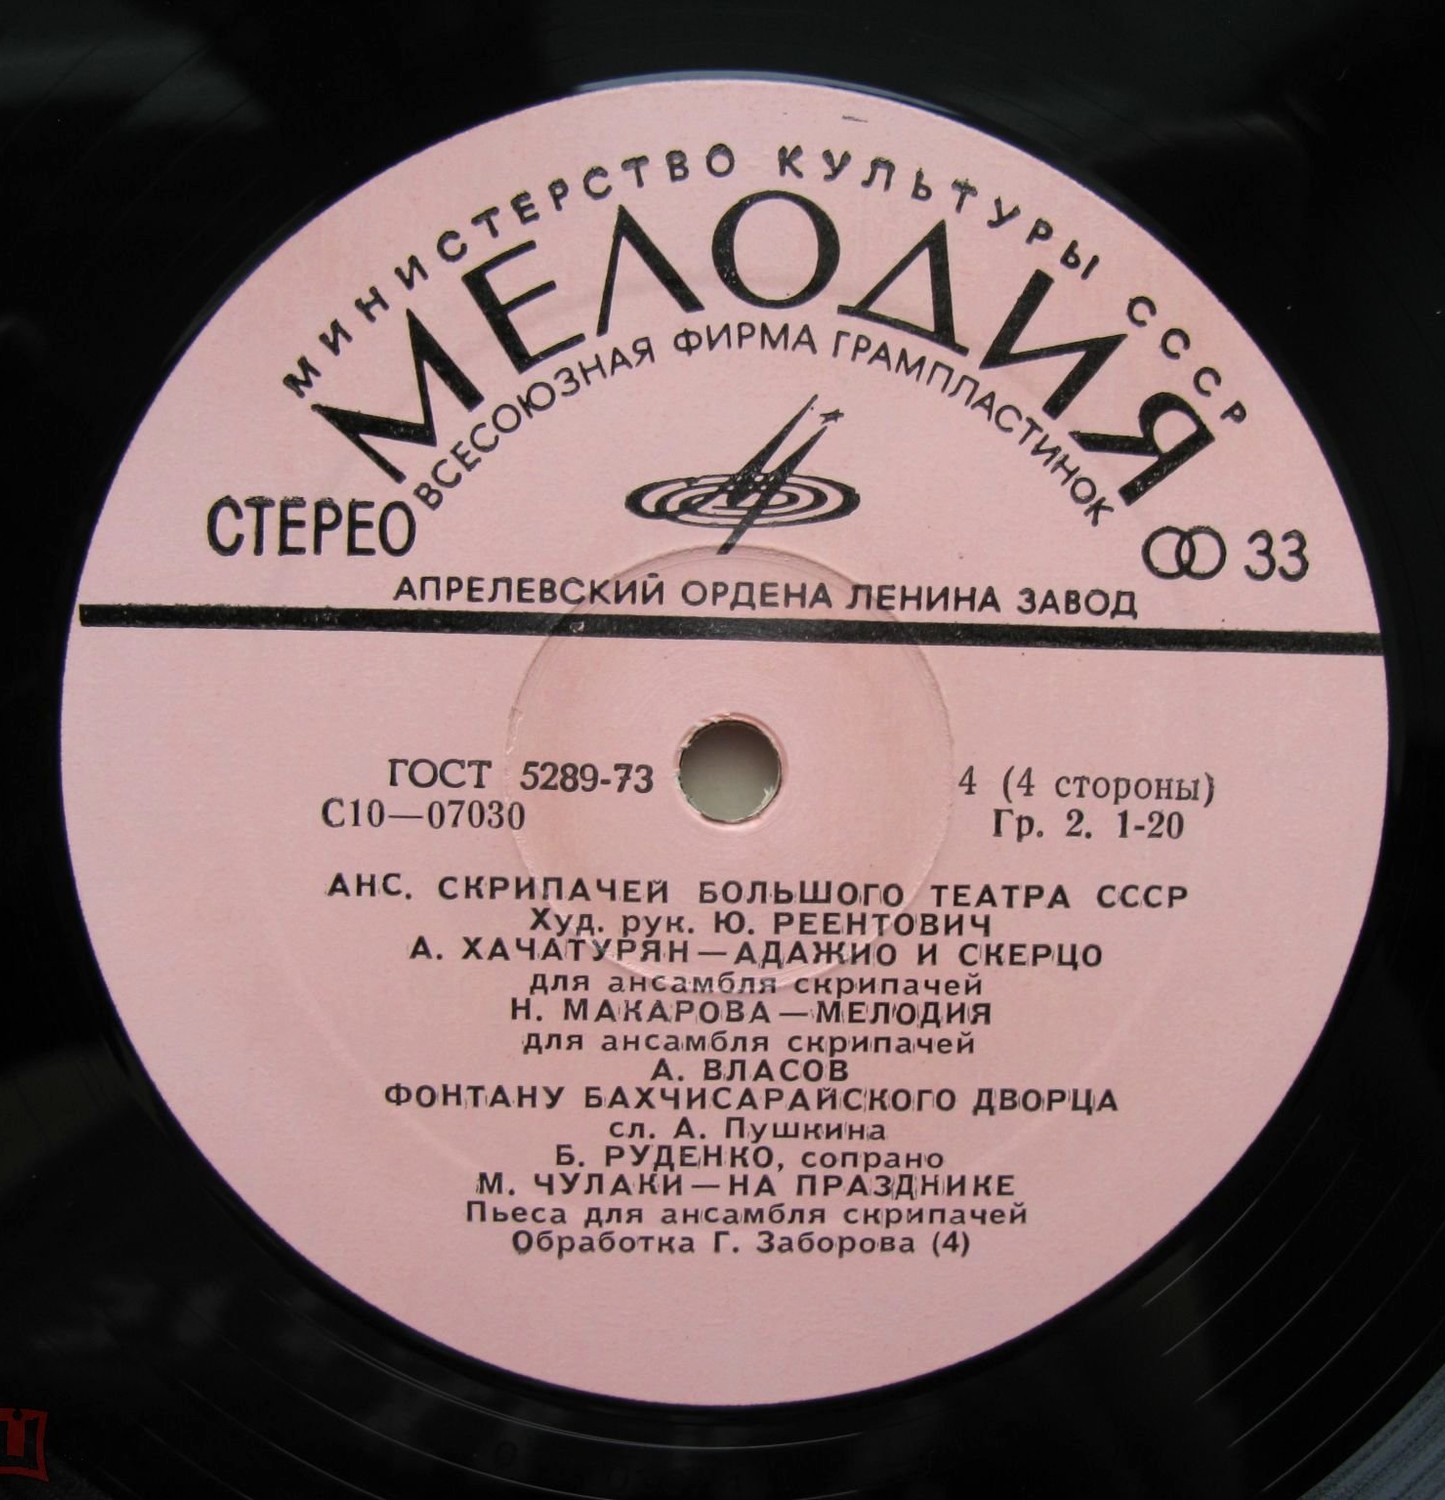 МИНИСТЕРСТВО КУЛЬТУРЫ СССР
МЕЛОДИЯ
ВСЕСОЮЗНАЯ ФИРМА ГРАМПЛАСТИНОК
СТЕРЕО
33
АПРЕЛЕВСКИЙ ОРДЕНА ЛЕНИНА ЗАВОД
ГОСТ 5289-73
4 (4 стороны)
С10—07030
Гр. 2. 1-20
АНС. СКРИПАЧЕЙ БОЛЬШОГО ТЕАТРА СССР
Худ. рук. Ю. РЕЕНТОВИЧ
А. ХАЧАТУРЯН—АДАЖИО И СКЕРЦО
для ансамбля скрипачей
Н. МАКАРОВА—МЕЛОДИЯ
для ансамбля скрипачей
А. ВЛАСОВ
ФОНТАНУ БАХЧИСАРАЙСКОГО ДВОРЦА
сл. А. Пушкина
Б. РУДЕНКО, сопрано
М. ЧУЛАКИ—НА ПРАЗДНИКЕ
Пьеса для ансамбля скрипачей
Обработка Г. Заборова (4)